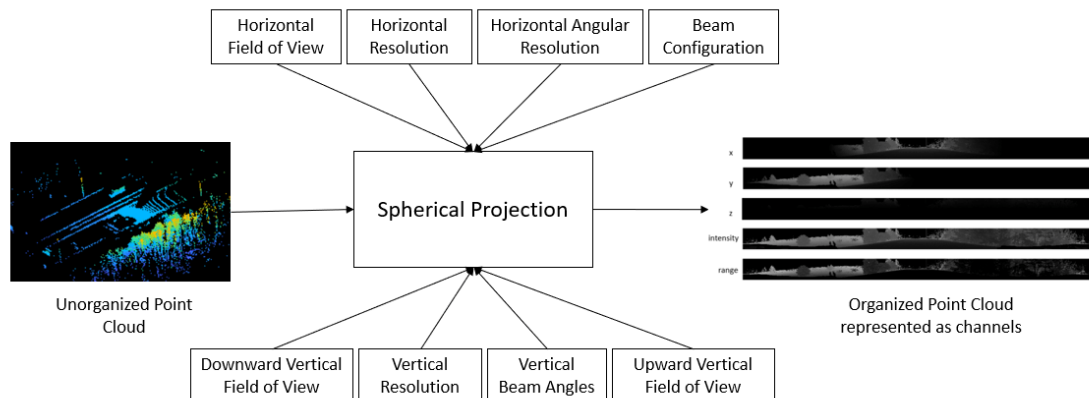 Horizontal
Field of View
Horizontal
Resolution
Horizontal Angular
Resolution
Beam
Configuration
Unorganized Point
Cloud
Spherical Projection
x
y
z
intensity
range
Organized Point Cloud
represented as channels
Downward Vertical
Field of View
Vertical
Resolution
Vertical
Beam Angles
Upward Vertical
Field of View